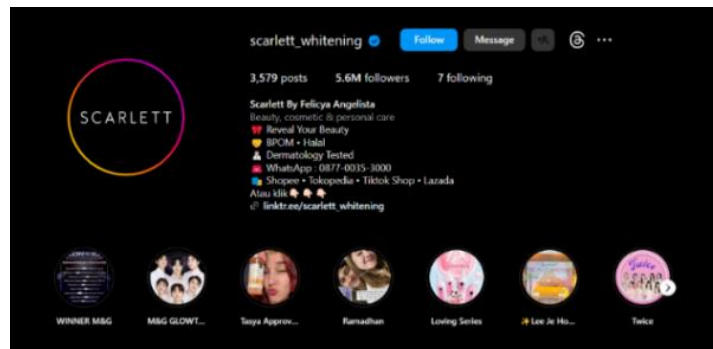 scarlett_whitening Follow Message
3,579 posts 5.6M followers 7 following
SCARLETT
Scarlett By Felicya Angelista
Beauty, cosmetic & personal care
Reveal Your Beauty
BPOM • Halal
Dermatology Tested
WhatsApp : 0877-0035-3000
Shopee • Tokopedia • Tiktok Shop • Lazada
Atau klik
linktr.ee/scarlett_whitening
Twice
WINNER M&G M&G GLOWT... Tasya Approv... Ramadhan Loving Series Lee Je Ho... Twice